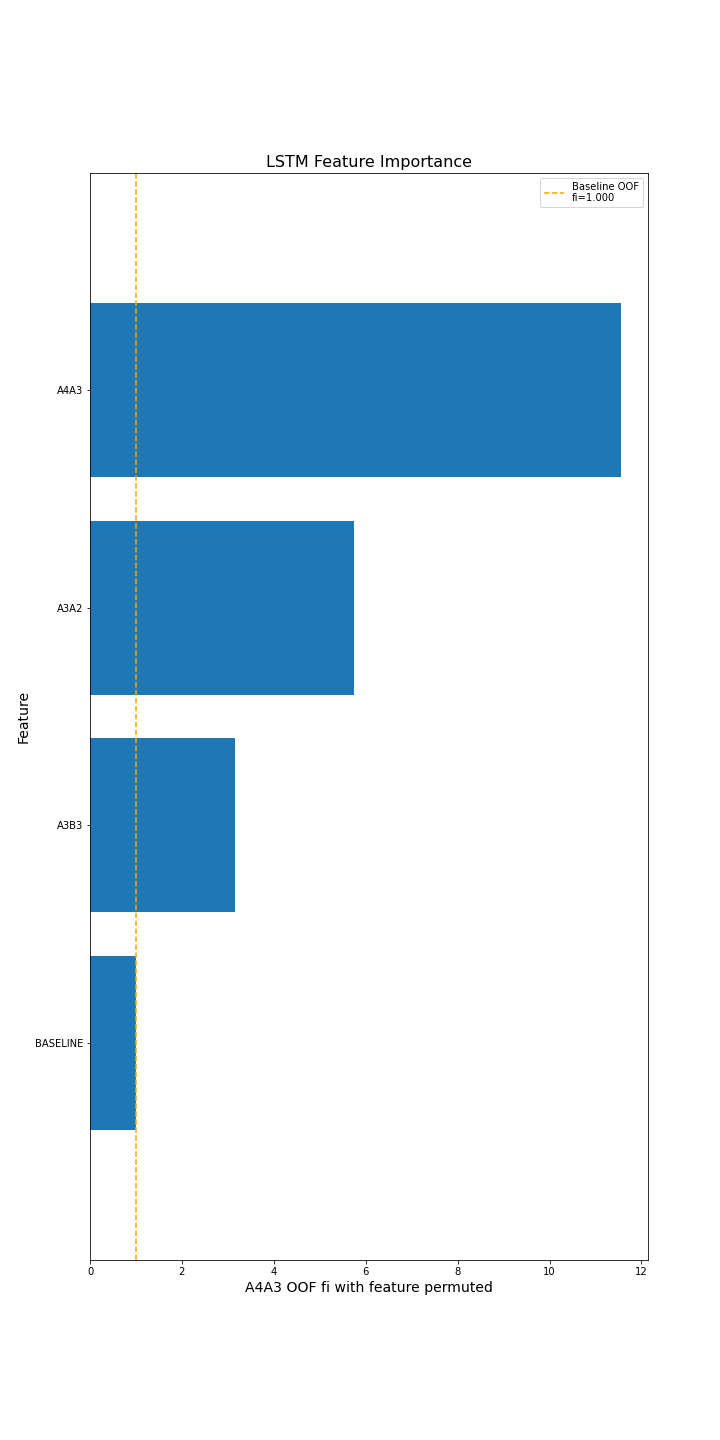 LSTM Feature Importance
Baseline OOF
fi=1.000
A4A3
A3A2
A3B3
BASELINE
Feature
0 2 4 6 8 10 12
A4A3 OOF fi with feature permuted